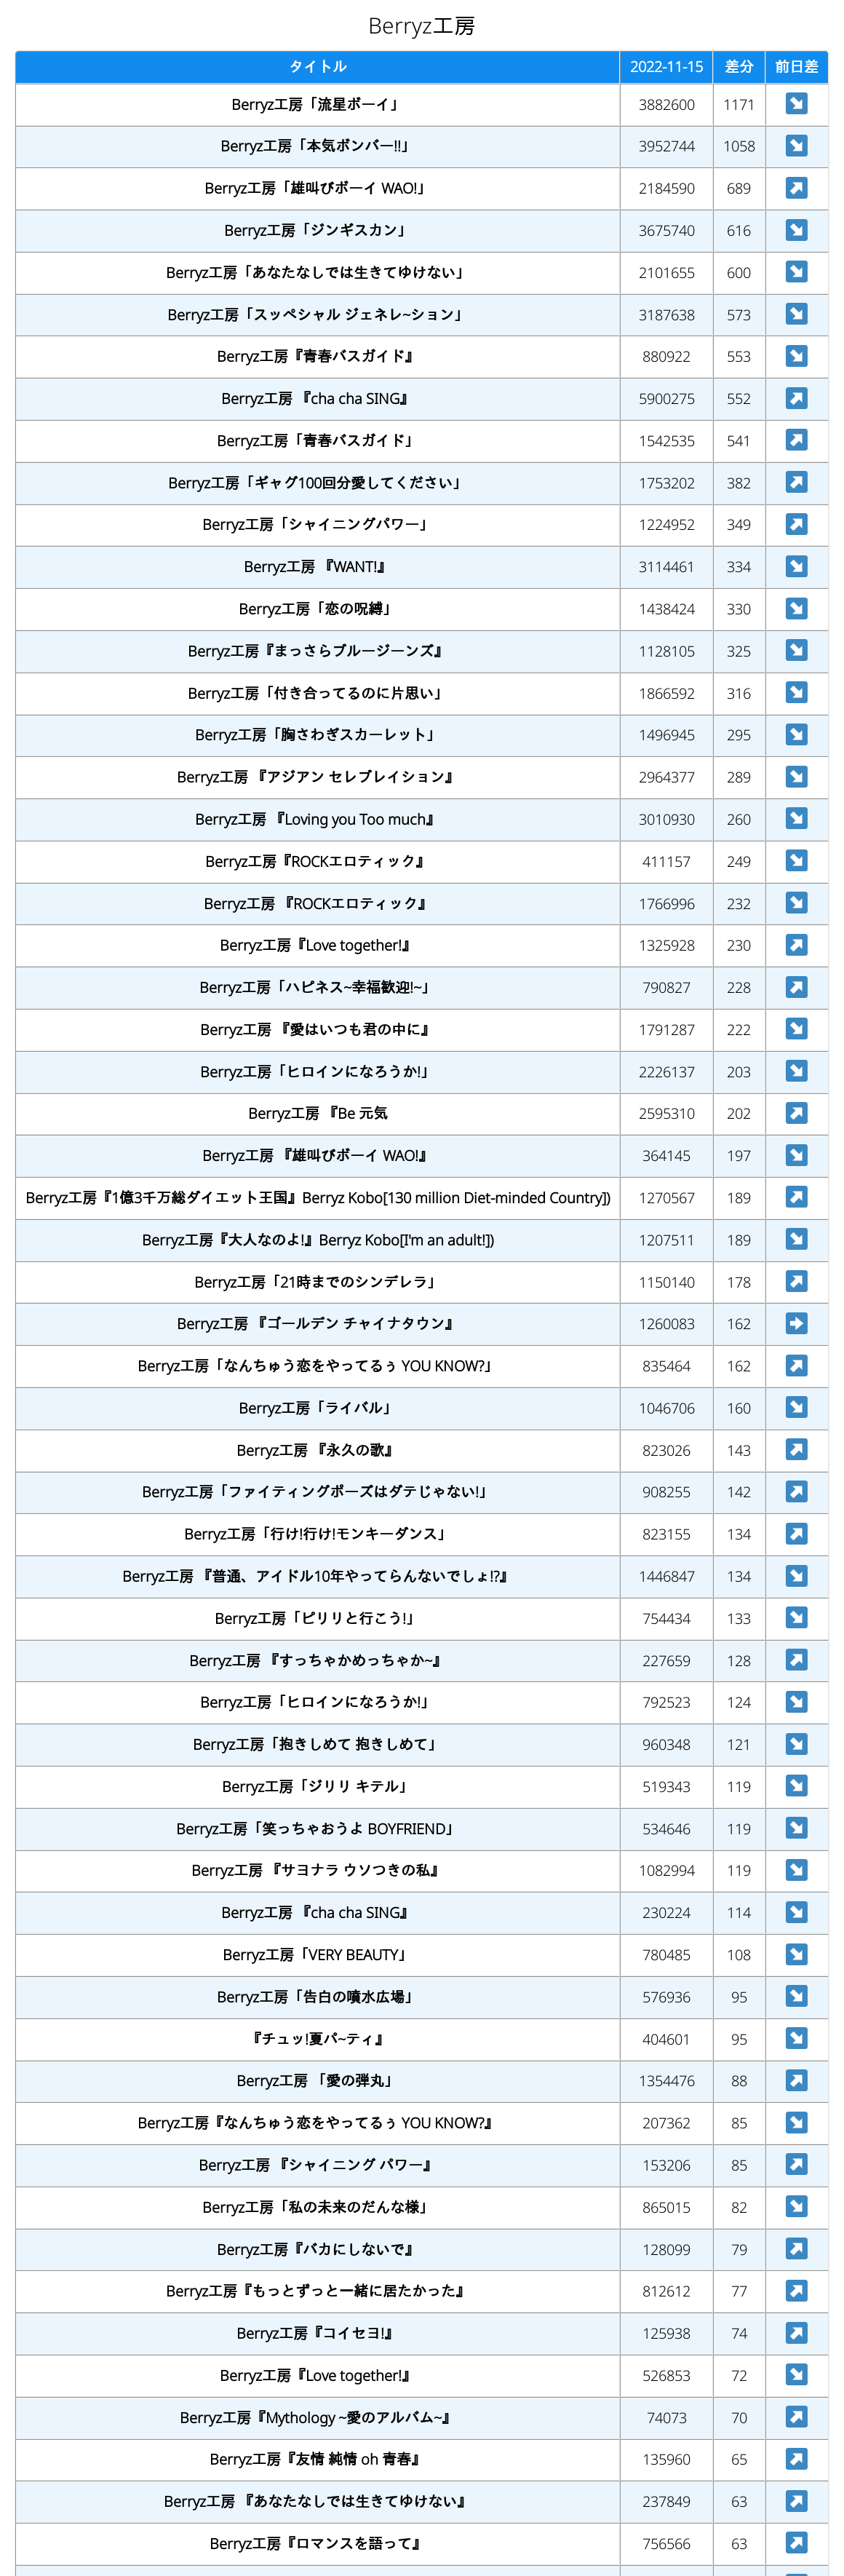 Berryz工房
タイトル 2022-11-15 差分 前日差
Berryz工房「流星ボーイ」 3882600 1171 ↘
Berryz工房「本気ボンバー!!」 3952744 1058 ↘
Berryz工房「雄叫びボーイ WAO!」 2184590 689 ↗
Berryz工房「ジンギスカン」 3675740 616 ↘
Berryz工房「あなたなしでは生きてゆけない」 2101655 600 ↘
Berryz工房「スッペシャル ジェネレ~ション」 3187638 573 ↘
Berryz工房『青春バスガイド』 880922 553 ↘
Berryz工房 『cha cha SING』 5900275 552 ↗
Berryz工房「青春バスガイド」 1542535 541 ↗
Berryz工房「ギャグ100回分愛してください」 1753202 382 ↗
Berryz工房「シャイニングパワー」 1224952 349 ↗
Berryz工房 『WANT!』 3114461 334 ↘
Berryz工房「恋の呪縛」 1438424 330 ↘
Berryz工房『まっさらブルージーンズ』 1128105 325 ↘
Berryz工房「付き合ってるのに片思い」 1866592 316 ↘
Berryz工房「胸さわぎスカーレット」 1496945 295 ↘
Berryz工房 『アジアン セレブレイション』 2964377 289 ↘
Berryz工房 『Loving you Too much』 3010930 260 ↘
Berryz工房『ROCKエロティック』 411157 249 ↘
Berryz工房 『ROCKエロティック』 1766996 232 ↘
Berryz工房『Love together!』 1325928 230 ↗
Berryz工房「ハピネス~幸福歓迎!~」 790827 228 ↗
Berryz工房 『愛はいつも君の中に』 1791287 222 ↘
Berryz工房「ヒロインになろうか!」 2226137 203 ↘
Berryz工房 『Be 元気 2595310 202 ↗
Berryz工房 『雄叫びボーイ WAO!』 364145 197 ↘
Berryz工房『1億3千万総ダイエット王国』Berryz Kobo[130 million Diet-minded Country]) 1270567 189 ↗
Berryz工房『大人なのよ!』Berryz Kobo[I'm an adult!]) 1207511 189 ↘
Berryz工房「21時までのシンデレラ」 1150140 178 ↗
Berryz工房 『ゴールデン チャイナタウン』 1260083 162 ➡
Berryz工房「なんちゅう恋をやってるぅ YOU KNOW?」 835464 162 ↗
Berryz工房「ライバル」 1046706 160 ↘
Berryz工房 『永久の歌』 823026 143 ↗
Berryz工房「ファイティングポーズはダテじゃない!」 908255 142 ↗
Berryz工房「行け!行け!モンキーダンス」 823155 134 ↗
Berryz工房 『普通、アイドル10年やってらんないでしょ!?』 1446847 134 ↘
Berryz工房「ピリリと行こう!」 754434 133 ↘
Berryz工房 『すっちゃかめっちゃか~』 227659 128 ↗
Berryz工房「ヒロインになろうか!」 792523 124 ↘
Berryz工房「抱きしめて 抱きしめて」 960348 121 ↘
Berryz工房「ジリリ キテル」 519343 119 ↘
Berryz工房「笑っちゃおうよ BOYFRIEND」 534646 119 ↘
Berryz工房 『サヨナラ ウソつきの私』 1082994 119 ↘
Berryz工房 『cha cha SING』 230224 114 ↘
Berryz工房「VERY BEAUTY」 780485 108 ↘
Berryz工房「告白の噴水広場」 576936 95 ↘
『チュッ!夏パ~ティ』 404601 95 ↘
Berryz工房 「愛の弾丸」 1354476 88 ↗
Berryz工房『なんちゅう恋をやってるぅ YOU KNOW?』 207362 85 ↘
Berryz工房 『シャイニング パワー』 153206 85 ↗
Berryz工房「私の未来のだんな様」 865015 82 ↘
Berryz工房『バカにしないで』 128099 79 ↗
Berryz工房『もっとずっと一緒に居たかった』 812612 77 ↗
Berryz工房『コイセヨ!』 125938 74 ↗
Berryz工房『Love together!』 526853 72 ↘
Berryz工房『Mythology ~愛のアルバム~』 74073 70 ↗
Berryz工房『友情 純情 oh 青春』 135960 65 ↗
Berryz工房 『あなたなしでは生きてゆけない』 237849 63 ↗
Berryz工房『ロマンスを語って』 756566 63 ↗